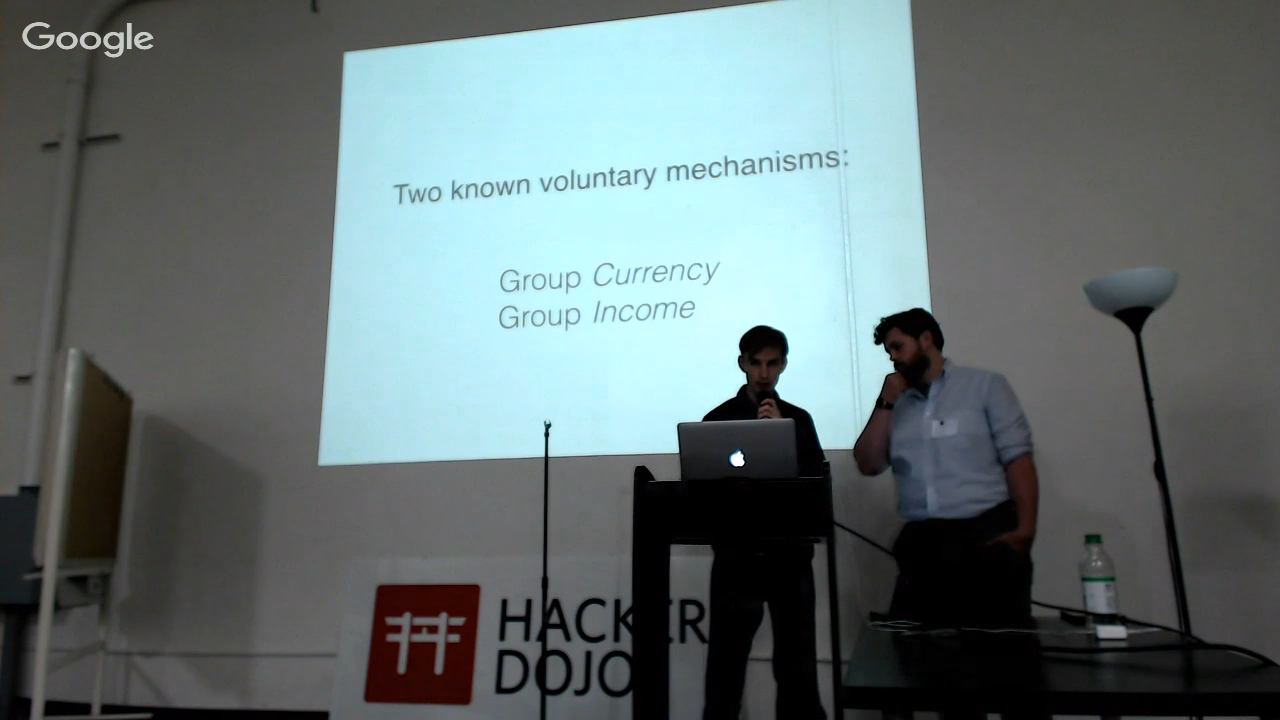 Google
Two known voluntary mechanisms:
Group Currency
Group Income
HACKER
DOJO